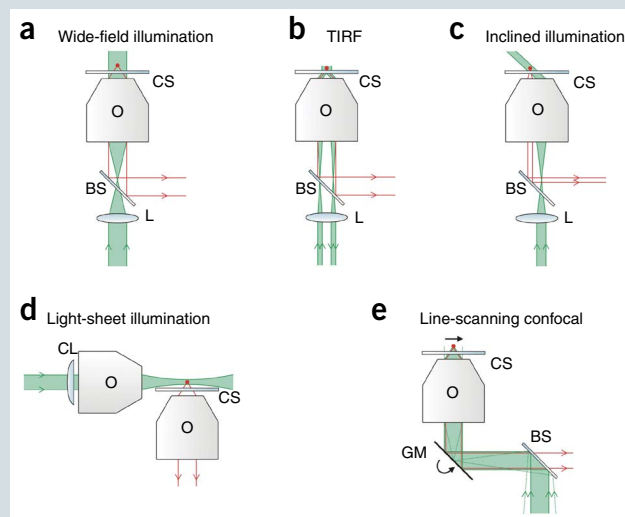 a Wide-field illumination
CS
O
BS
L
b TIRF
CS
O
BS
L
c Inclined illumination
CS
O
BS
L
d Light-sheet illumination
CL
O
CS
O
e Line-scanning confocal
CS
O
GM
BS